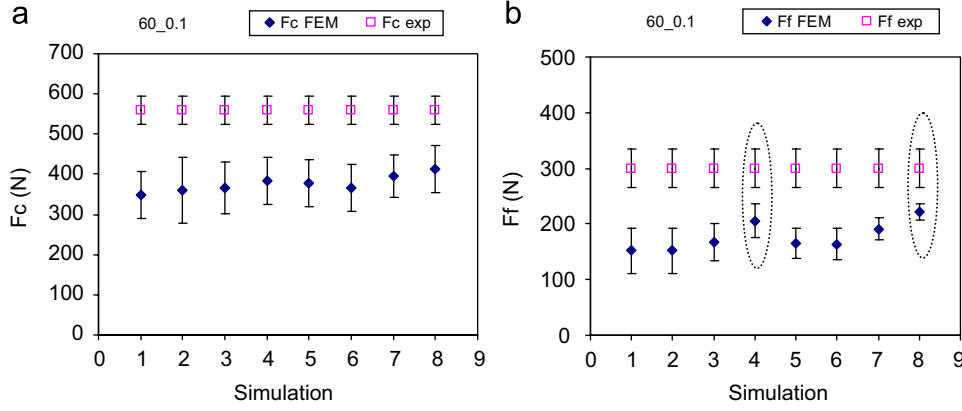 a
60_0.1
Fc FEM
Fc exp
700
600
500
400
300
200
100
0
Fc (N)
0 1 2 3 4 5 6 7 8 9
Simulation
b
60_0.1
Ff FEM
Ff exp
500
400
300
200
100
0
Ff (N)
0 1 2 3 4 5 6 7 8 9
Simulation